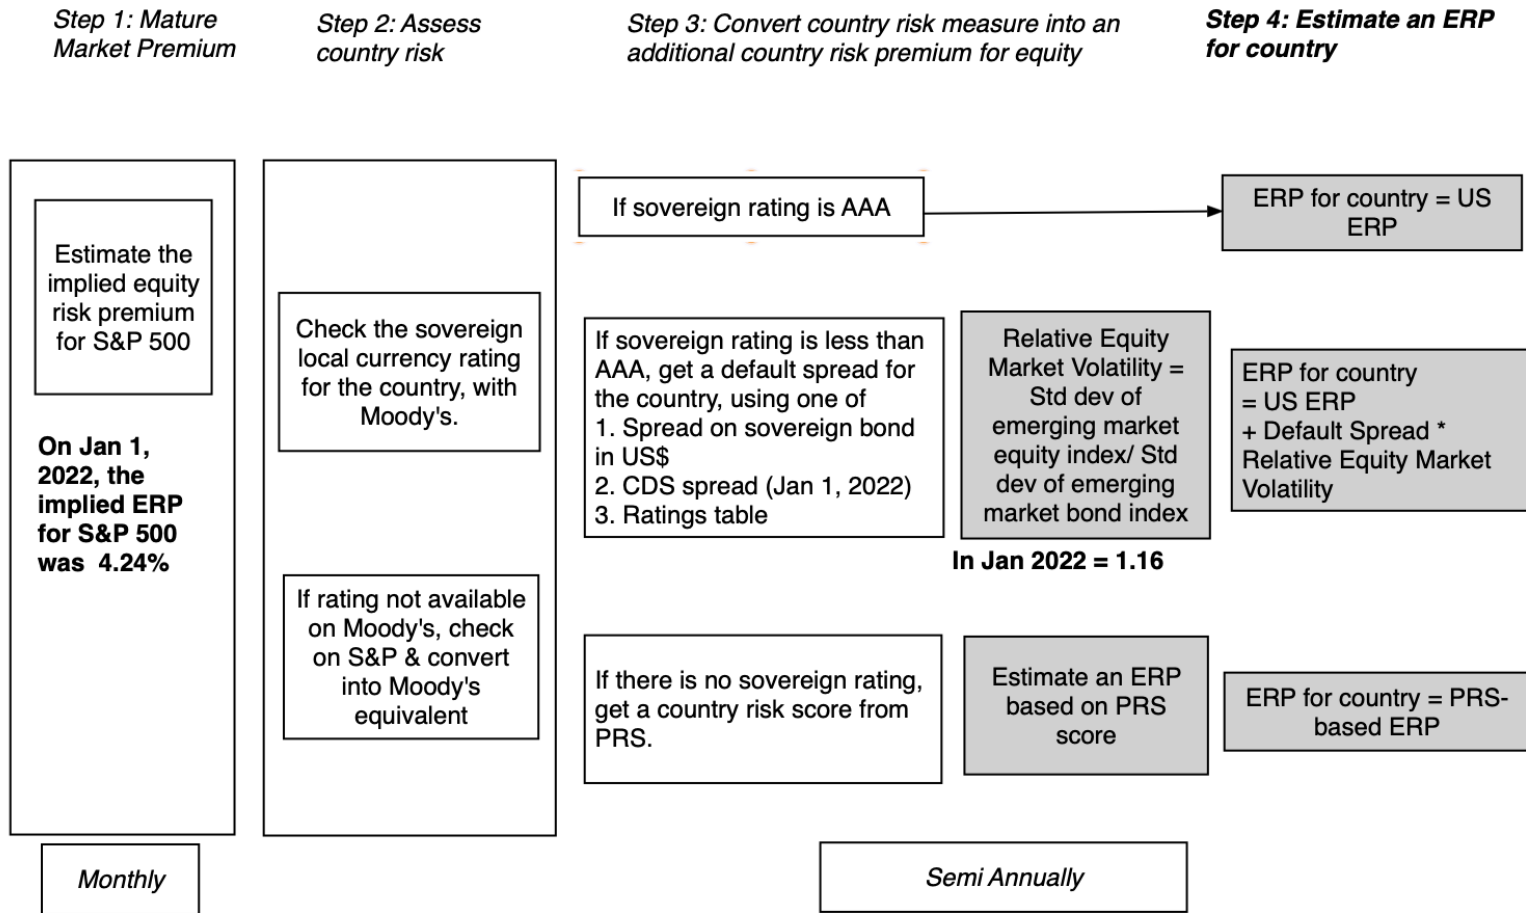 Step 1: Mature
Market Premium
Step 2: Assess
country risk
Step 3: Convert country risk measure into an
additional country risk premium for equity
Step 4: Estimate an ERP
for country
Estimate the
implied equity
risk premium
for S&P 500
On Jan 1,
2022, the
implied ERP
for S&P 500
was  4.24%
Check the sovereign
local currency rating
for the country, with
Moody's.
If rating not available
on Moody's, check
on S&P & convert
into Moody's
equivalent
If sovereign rating is AAA
ERP for country = US
ERP
If sovereign rating is less than
AAA, get a default spread for
the country, using one of
1. Spread on sovereign bond
in US$
2. CDS spread (Jan 1, 2022)
3. Ratings table
Relative Equity
Market Volatility =
Std dev of
emerging market
equity index/ Std
dev of emerging
market bond index
In Jan 2022 = 1.16
ERP for country
= US ERP
+ Default Spread *
Relative Equity Market
Volatility
If there is no sovereign rating,
get a country risk score from
PRS.
Estimate an ERP
based on PRS
score
ERP for country = PRS-
based ERP
Monthly
Semi Annually